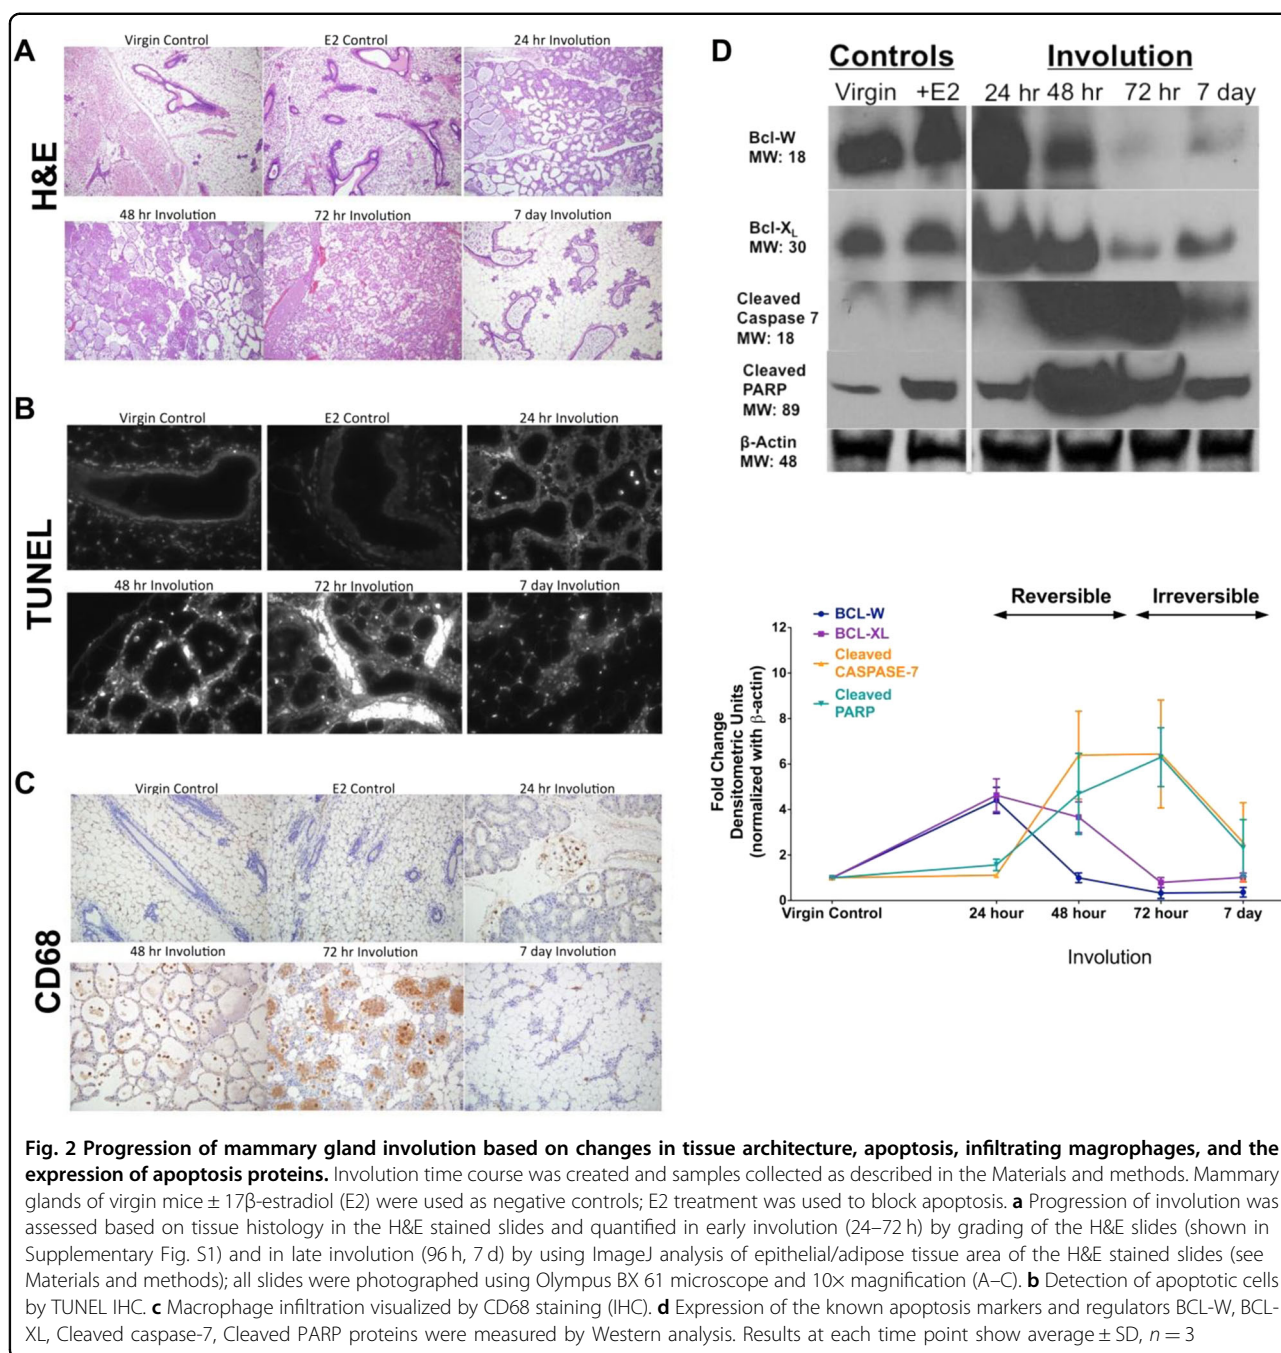 A
H&E
Virgin Control
E2 Control
24 hr Involution
48 hr Involution
72 hr Involution
7 day Involution
B
TUNEL
Virgin Control
E2 Control
24 hr Involution
48 hr Involution
72 hr Involution
7 day Involution
C
CD68
Virgin Control
E2 Control
24 hr Involution
48 hr Involution
72 hr Involution
7 day Involution
D
Controls
Involution
Virgin +E2 24 hr 48 hr 72 hr 7 day
Bcl-W
MW: 18
Bcl-XL
MW: 30
Cleaved
Caspase 7
MW: 18
Cleaved
PARP
MW: 89
β-Actin
MW: 48
Reversible
Irreversible
BCL-W
BCL-XL
Cleaved
CASPASE-7
Cleaved
PARP
Fold Change
Densitometric Units
(normalized with β-actin)
12
10
8
6
4
2
0
Virgin Control 24 hour 48 hour 72 hour 7 day
Involution
Fig. 2 Progression of mammary gland involution based on changes in tissue architecture, apoptosis, infiltrating magrophages, and the
expression of apoptosis proteins. Involution time course was created and samples collected as described in the Materials and methods. Mammary
glands of virgin mice ± 17β-estradiol (E2) were used as negative controls; E2 treatment was used to block apoptosis. a Progression of involution was
assessed based on tissue histology in the H&E stained slides and quantified in early involution (24–72 h) by grading of the H&E slides (shown in
Supplementary Fig. S1) and in late involution (96 h, 7 d) by using ImageJ analysis of epithelial/adipose tissue area of the H&E stained slides (see
Materials and methods); all slides were photographed using Olympus BX 61 microscope and 10× magnification (A–C). b Detection of apoptotic cells
by TUNEL IHC. c Macrophage infiltration visualized by CD68 staining (IHC). d Expression of the known apoptosis markers and regulators BCL-W, BCL-
XL, Cleaved caspase-7, Cleaved PARP proteins were measured by Western analysis. Results at each time point show average ± SD, n = 3